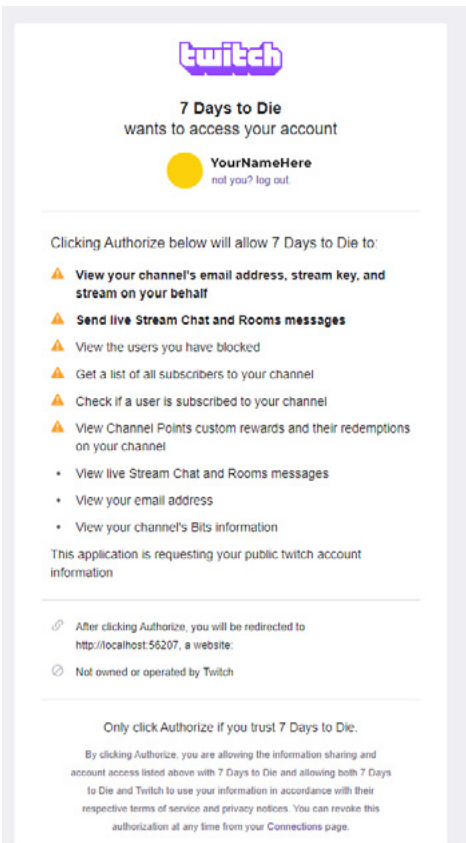 twitch
7 Days to Die
wants to access your account
YourNameHere
not you? log out.
Clicking Authorize below will allow 7 Days to Die to:
View your channel's email address, stream key, and
stream on your behalf
Send live Stream Chat and Rooms messages
View the users you have blocked
Get a list of all subscribers to your channel
Check if a user is subscribed to your channel
View Channel Points custom rewards and their redemptions
on your channel
• View live Stream Chat and Rooms messages
• View your email address
• View your channel's Bits information
This application is requesting your public twitch account
information
After clicking Authorize, you will be redirected to
http://localhost:56207, a website:
Not owned or operated by Twitch
Only click Authorize if you trust 7 Days to Die.
By clicking Authorize, you are allowing the information sharing and
account access listed above with 7 Days to Die and allowing both 7 Days
to Die and Twitch to use your information in accordance with their
respective terms of service and privacy notices. You can revoke this
authorization at any time from your Connections page.